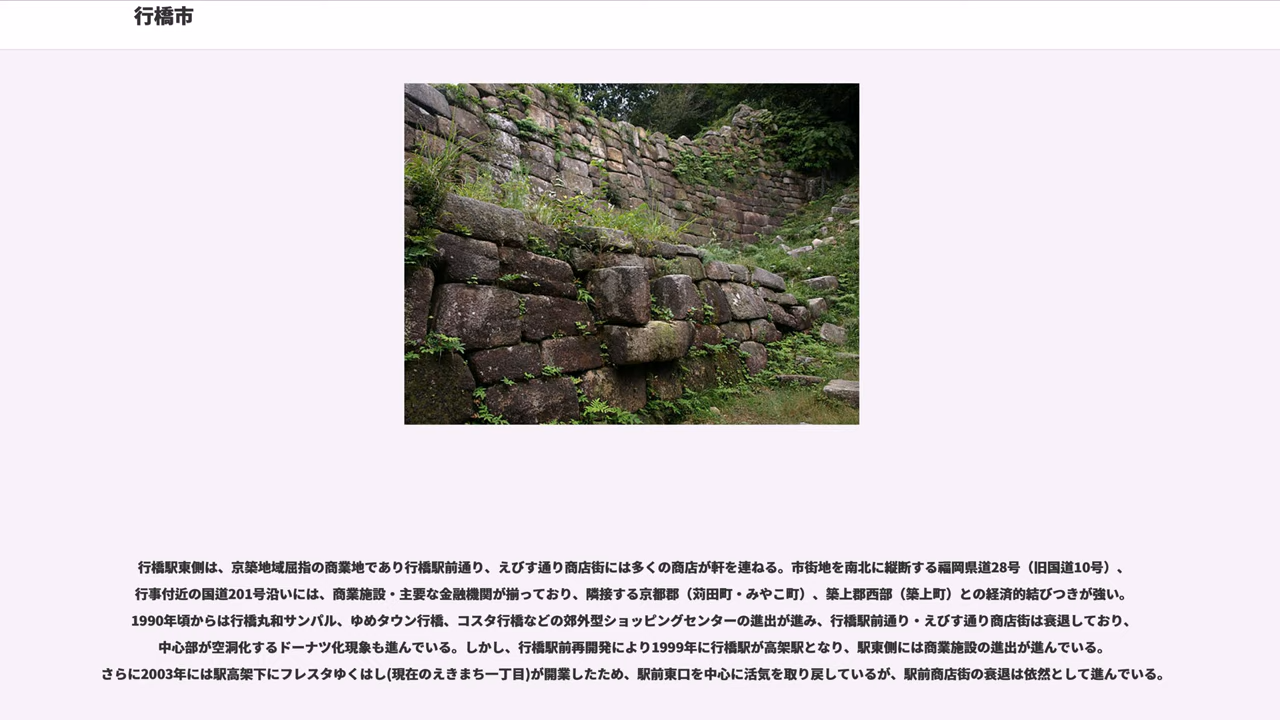 行橋市
行橋駅東側は、京築地域屈指の商業地であり行橋駅前通り、えびす通り商店街には多くの商店が軒を連ねる。市街地を南北に縦断する福岡県道28号（旧国道10号）、
行事付近の国道201号沿いには、商業施設・主要な金融機関が揃っており、隣接する京都郡（苅田町・みやこ町）、築上郡西部（築上町）との経済的結びつきが強い。
1990年頃からは行橋丸和サンパル、ゆめタウン行橋、コスタ行橋などの郊外型ショッピングセンターの進出が進み、行橋駅前通り・えびす通り商店街は衰退しており、
中心部が空洞化するドーナツ化現象も進んでいる。しかし、行橋駅前再開発により1999年に行橋駅が高架駅となり、駅東側には商業施設の進出が進んでいる。
さらに2003年には駅高架下にフレスタゆくはし(現在のえきまち一丁目)が開業したため、駅前東口を中心に活気を取り戻しているが、駅前商店街の衰退は依然として進んでいる。